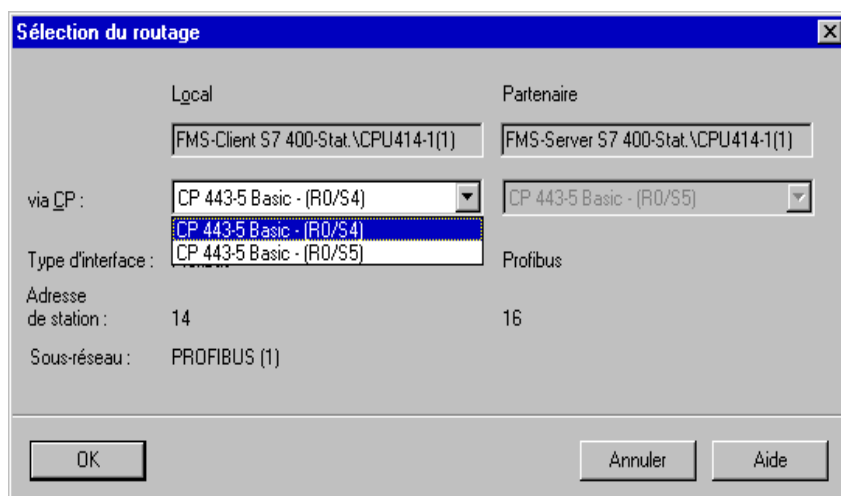 Sélection du routage
Local Partenaire
FMS-Client S7 400-Stat.\CPU414-1(1) FMS-Server S7 400-Stat.\CPU414-1(1)
via CP : CP 443-5 Basic - (R0/S4) CP 443-5 Basic - (R0/S5)
CP 443-5 Basic - (R0/S4)
CP 443-5 Basic - (R0/S5)
Type d'interface : Profibus
Adresse
de station : 14 16
Sous-réseau : PROFIBUS (1)
OK Annuler Aide